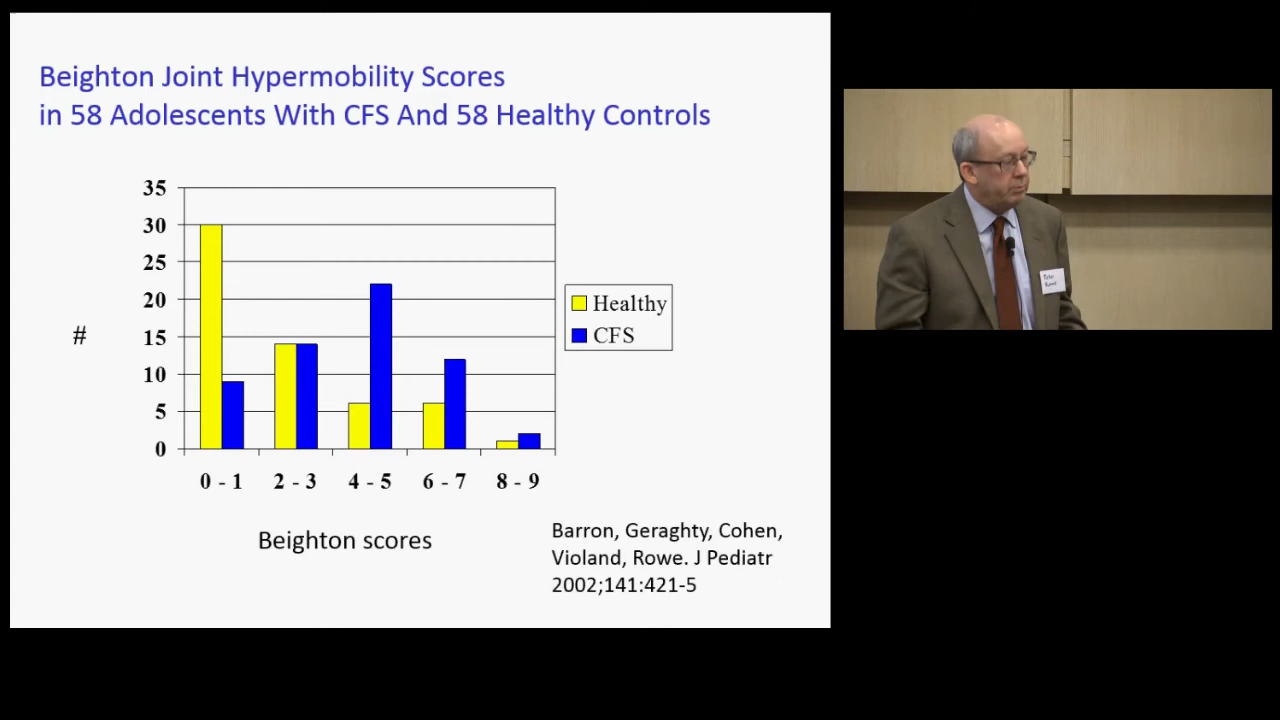 Beighton Joint Hypermobility Scores
in 58 Adolescents With CFS And 58 Healthy Controls
35
30
25
20
15
10
5
0
#
Healthy
CFS
0 - 1 2 - 3 4 - 5 6 - 7 8 - 9
Beighton scores
Barron, Geraghty, Cohen,
Violand, Rowe. J Pediatr
2002;141:421-5